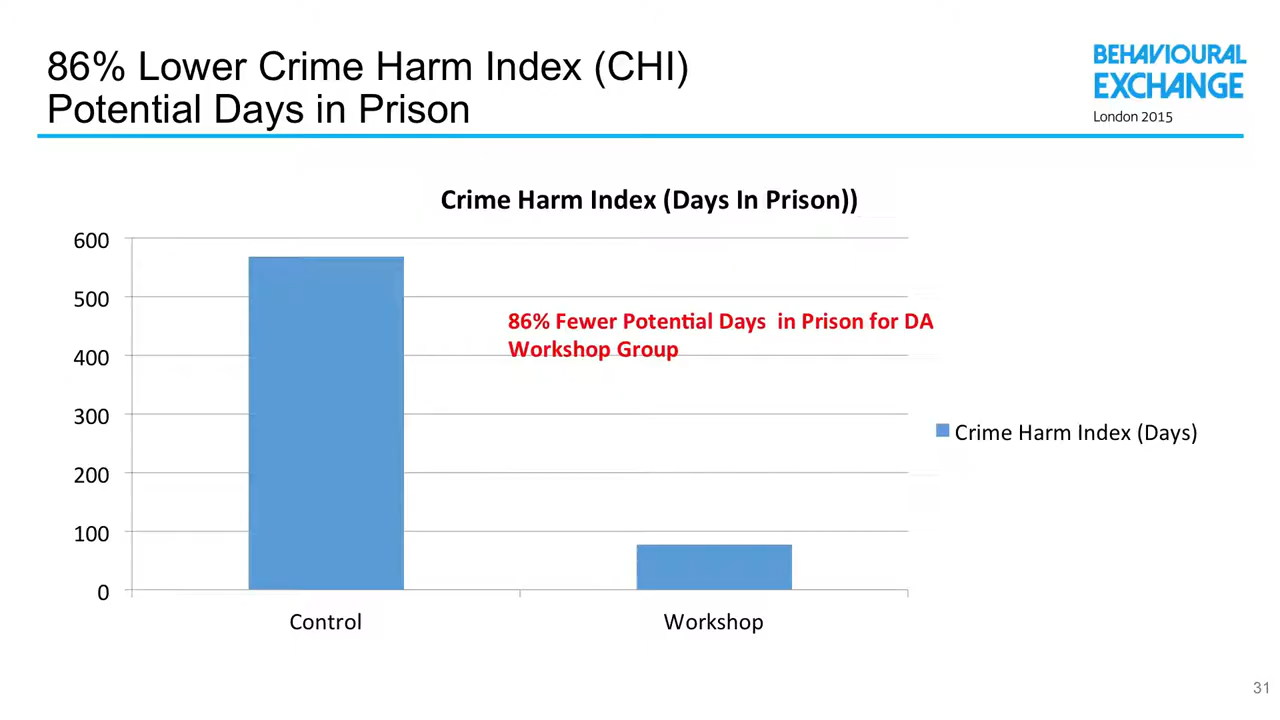 86% Lower Crime Harm Index (CHI)
Potential Days in Prison
BEHAVIOURAL
EXCHANGE
London 2015
Crime Harm Index (Days In Prison))
600
500
400
300
200
100
0
86% Fewer Potential Days  in Prison for DA
Workshop Group
Crime Harm Index (Days)
Control
Workshop
31